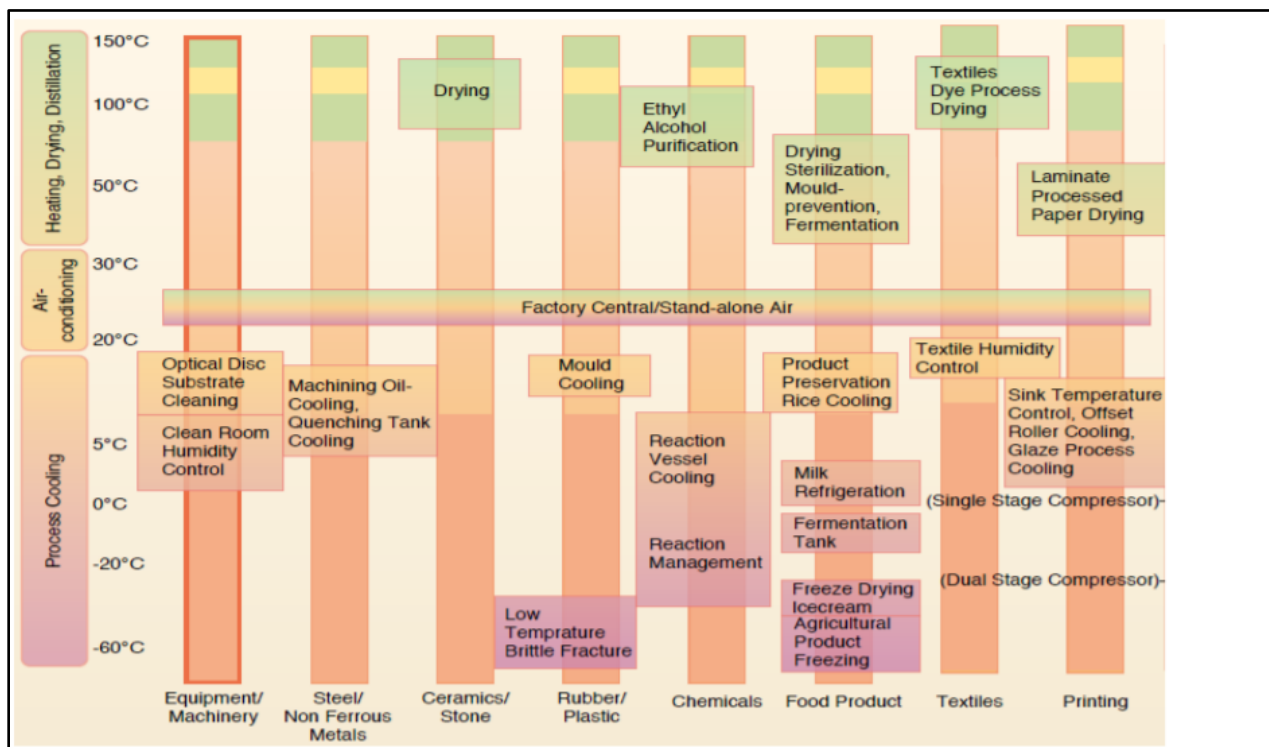 150°C
100°C
50°C
30°C
20°C
5°C
0°C
-20°C
-60°C
Heating, Drying, Distillation
Air-
conditioning
Process Cooling
Drying
Ethyl
Alcohol
Purification
Drying
Sterilization,
Mould-
prevention,
Fermentation
Textiles
Dye Process
Drying
Laminate
Processed
Paper Drying
Factory Central/Stand-alone Air
Optical Disc
Substrate
Cleaning
Clean Room
Humidity
Control
Machining Oil-
Cooling,
Quenching Tank
Cooling
Mould
Cooling
Low
Temprature
Brittle Fracture
Reaction
Vessel
Cooling
Reaction
Management
Product
Preservation
Rice Cooling
Milk
Refrigeration
Fermentation
Tank
Freeze Drying
Icecream
Agricultural
Product
Freezing
Textile Humidity
Control
Sink Temperature
Control, Offset
Roller Cooling,
Glaze Process
Cooling
(Single Stage Compressor)-
(Dual Stage Compressor)-
Equipment/
Machinery
Steel/
Non Ferrous
Metals
Ceramics/
Stone
Rubber/
Plastic
Chemicals
Food Product
Textiles
Printing